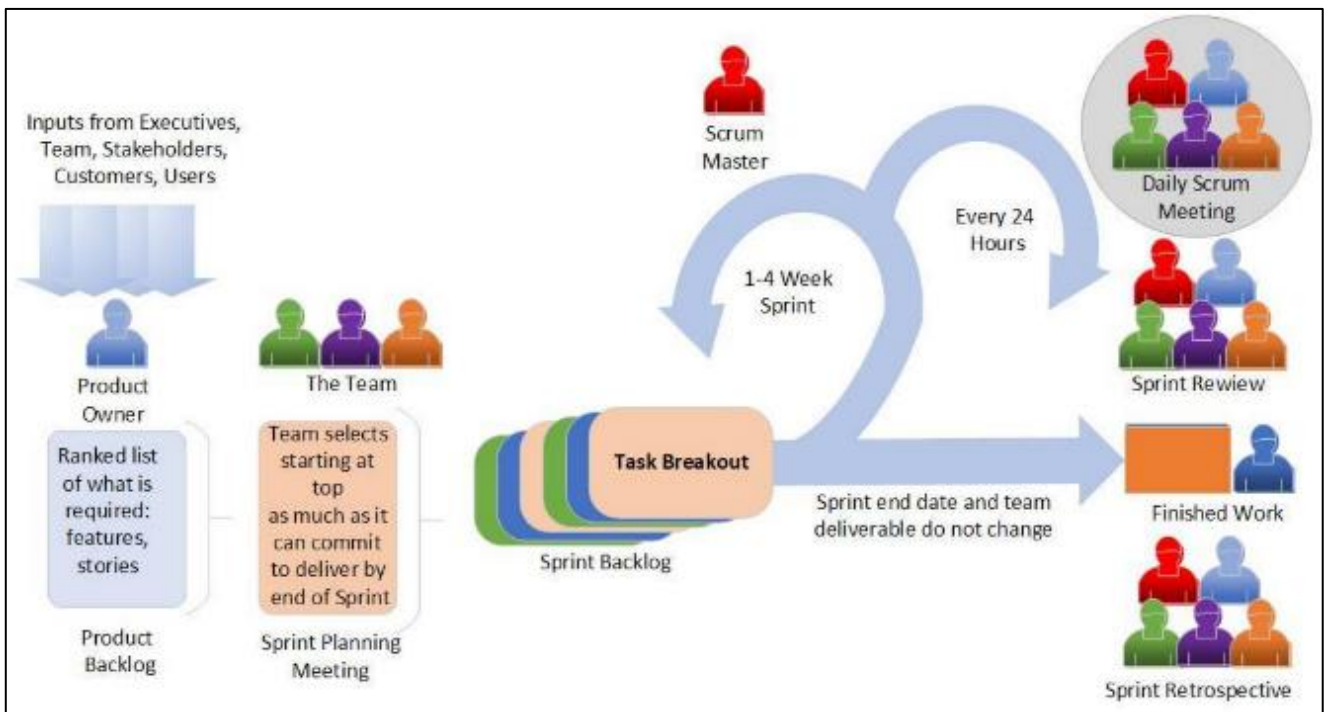 Inputs from Executives,
Team, Stakeholders,
Customers, Users
Product
Owner
Ranked list
of what is
required:
features,
stories
Product
Backlog
The Team
Team selects
starting at
top
as much as it
can commit
to deliver by
end of Sprint
Sprint Planning
Meeting
Task Breakout
Sprint Backlog
Scrum
Master
1-4 Week
Sprint
Every 24
Hours
Sprint end date and team
deliverable do not change
Daily Scrum
Meeting
Sprint Rewiew
Finished Work
Sprint Retrospective